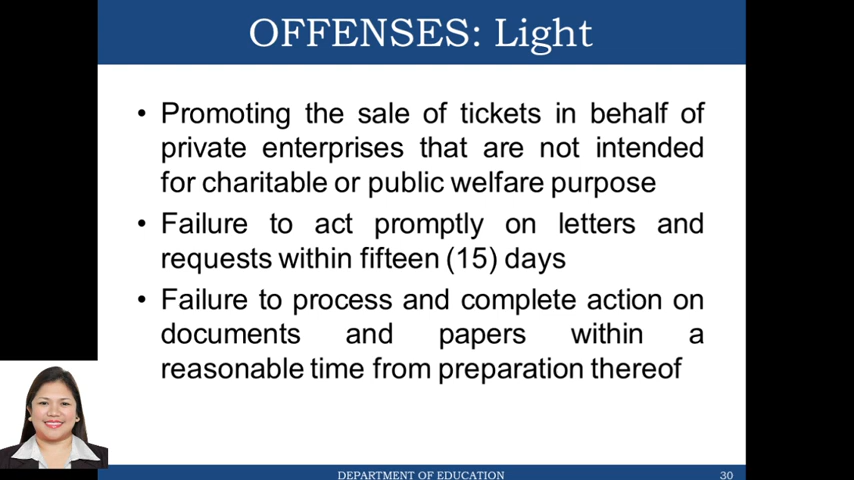 OFFENSES: Light
• Promoting the sale of tickets in behalf of
private enterprises that are not intended
for charitable or public welfare purpose
• Failure to act promptly on letters and
requests within fifteen (15) days
• Failure to process and complete action on
documents and papers within a
reasonable time from preparation thereof
DEPARTMENT OF EDUCATION
30